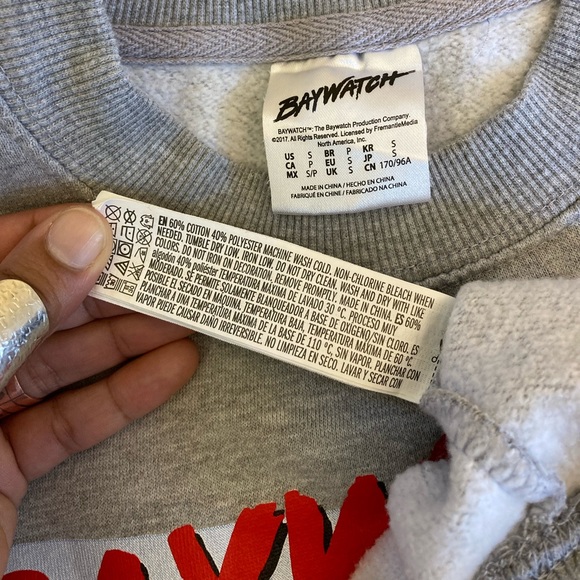 BAYWATCH
BAYWATCH™: The Baywatch Production Company.
©2017. All Rights Reserved. Licensed by FremantleMedia
North America, Inc.
US S BR P KR S
CA P EU S JP S
MX S/P UK S CN 170/96A
MADE IN CHINA / HECHO EN CHINA
FABRIQUÉ EN CHINE / FABRICADO NA CHINA
EN 60% COTTON 40% POLYESTER MACHINE WASH COLD. NON-CHLORINE BLEACH WHEN
NEEDED. TUMBLE DRY LOW. IRON LOW. DO NOT DRY CLEAN. WASH AND DRY WITH LIKE
COLORS. DO NOT IRON ON DECORATION. REMOVE PROMPTLY. MADE IN CHINA. ES 60%
algodón 40% poliéster TEMPERATURA MÁXIMA DE LAVADO 30 °C. PROCESO MUY
MODERADO. SE PERMITE SOLAMENTE BLANQUEADOR A BASE DE OXÍGENO/SIN CLORO. ES
POSIBLE EL SECADO EN MÁQUINA, TEMPERATURA BAJA, TEMPERATURA MÁXIMA DE 60 °C.
PLANCHAR A UNA TEMPERATURA MÁXIMA DE LA BASE DE 110 °C, SIN VAPOR. PLANCHAR CON
VAPOR PUEDE CAUSAR DAÑO IRREVERSIBLE. NO LIMPIEZA EN SECO. LAVAR Y SECAR CON